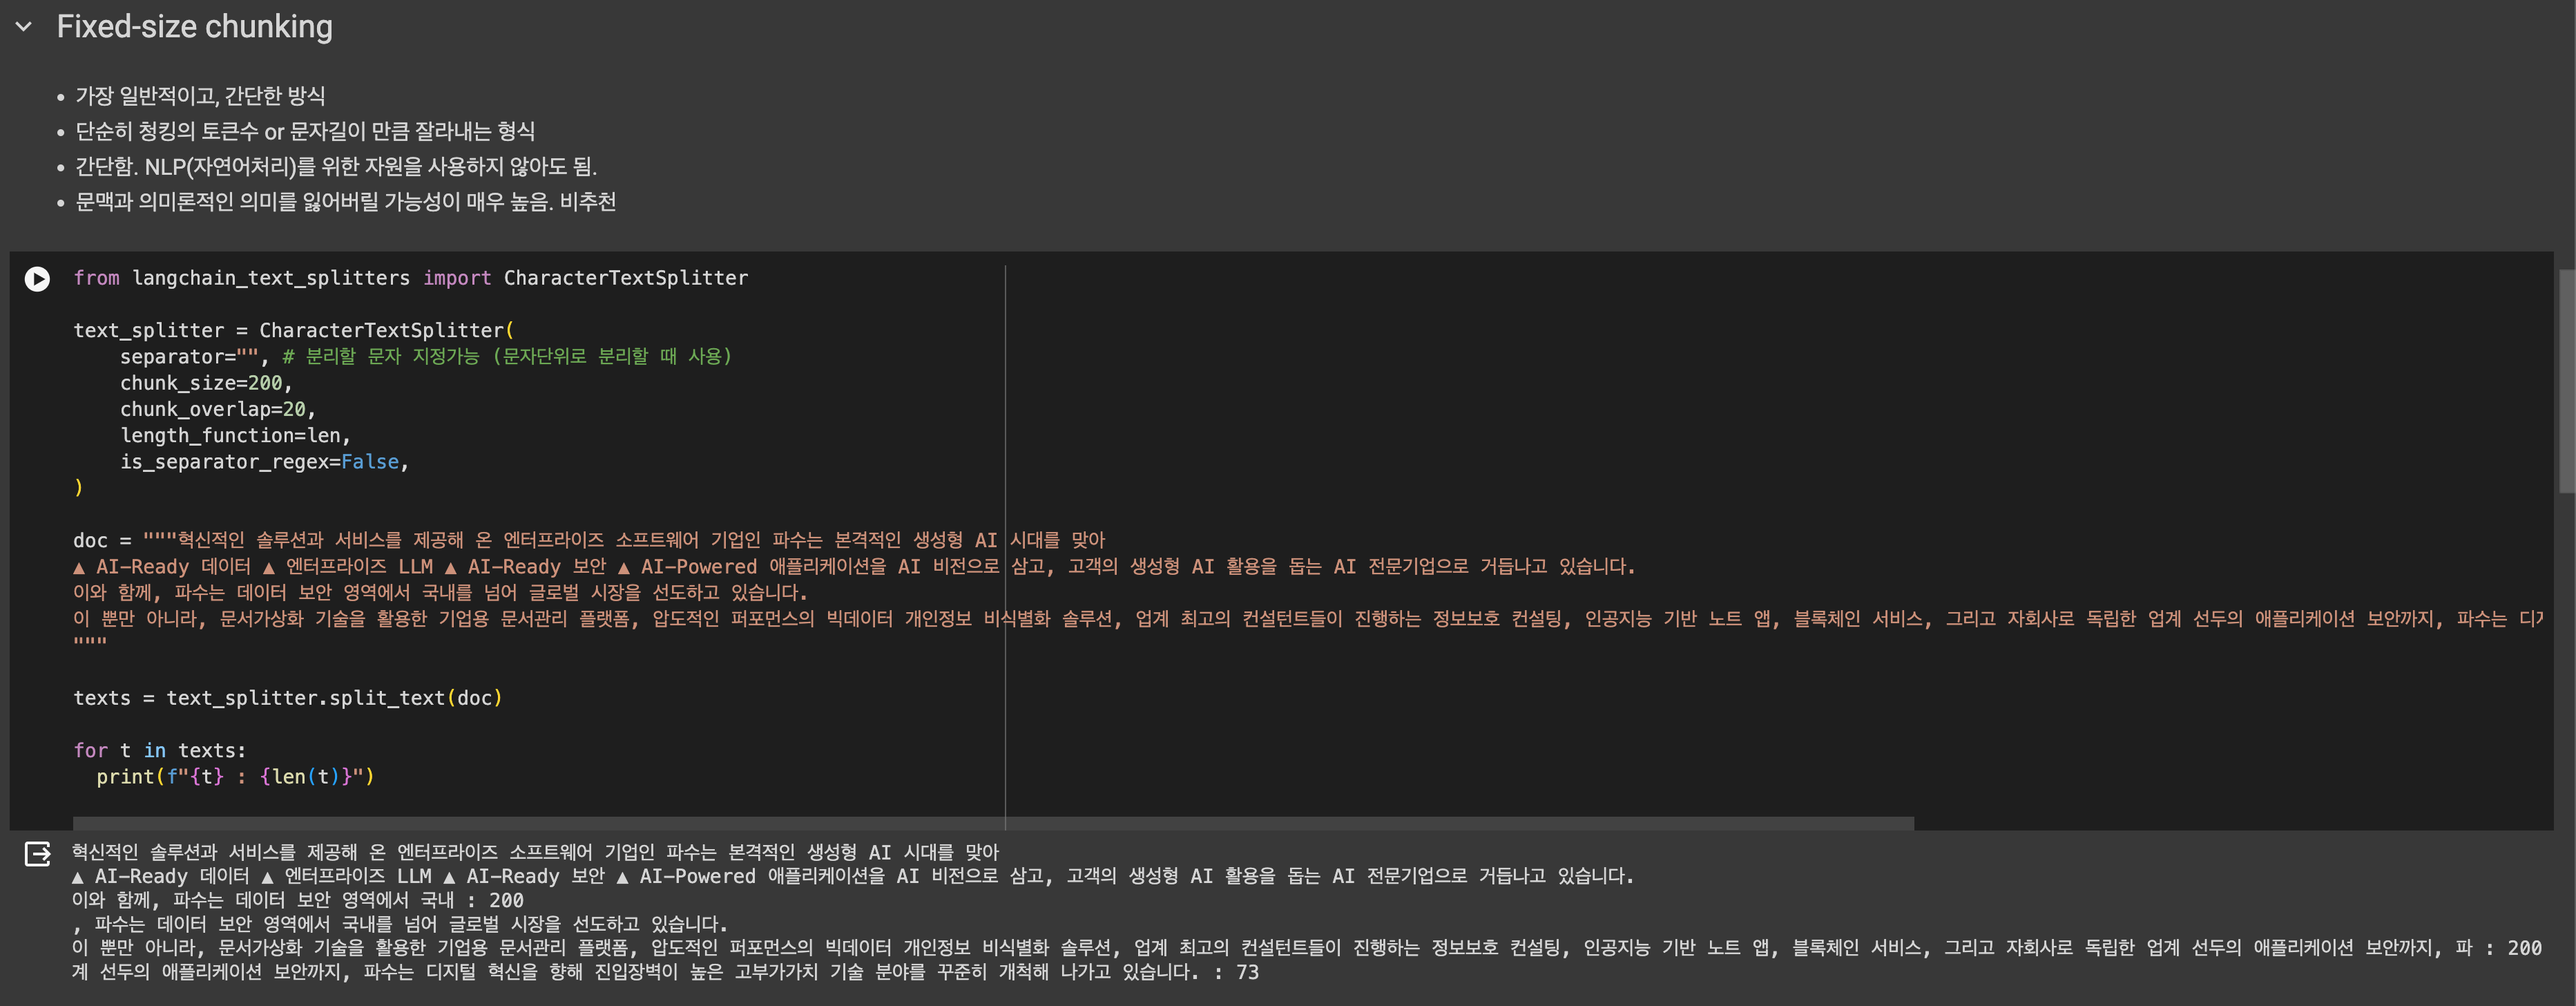 Fixed-size chunking
• 가장 일반적이고, 간단한 방식
• 단순히 청킹의 토큰수 or 문자길이 만큼 잘라내는 형식
• 간단함. NLP(자연어처리)를 위한 자원을 사용하지 않아도 됨.
• 문맥과 의미론적인 의미를 잃어버릴 가능성이 매우 높음. 비추천
from langchain_text_splitters import CharacterTextSplitter
text_splitter = CharacterTextSplitter(
    separator="", # 분리할 문자 지정가능 (문자단위로 분리할 때 사용)
    chunk_size=200,
    chunk_overlap=20,
    length_function=len,
    is_separator_regex=False,
)
doc = """혁신적인 솔루션과 서비스를 제공해 온 엔터프라이즈 소프트웨어 기업인 파수는 본격적인 생성형 AI 시대를 맞아
▲ AI-Ready 데이터 ▲ 엔터프라이즈 LLM ▲ AI-Ready 보안 ▲ AI-Powered 애플리케이션을 AI 비전으로 삼고, 고객의 생성형 AI 활용을 돕는 AI 전문기업으로 거듭나고 있습니다.
이와 함께, 파수는 데이터 보안 영역에서 국내를 넘어 글로벌 시장을 선도하고 있습니다.
이 뿐만 아니라, 문서가상화 기술을 활용한 기업용 문서관리 플랫폼, 압도적인 퍼포먼스의 빅데이터 개인정보 비식별화 솔루션, 업계 최고의 컨설턴트들이 진행하는 정보보호 컨설팅, 인공지능 기반 노트 앱, 블록체인 서비스, 그리고 자회사로 독립한 업계 선두의 애플리케이션 보안까지, 파수는 디
"""
texts = text_splitter.split_text(doc)
for t in texts:
  print(f"{t} : {len(t)}")
혁신적인 솔루션과 서비스를 제공해 온 엔터프라이즈 소프트웨어 기업인 파수는 본격적인 생성형 AI 시대를 맞아
▲ AI-Ready 데이터 ▲ 엔터프라이즈 LLM ▲ AI-Ready 보안 ▲ AI-Powered 애플리케이션을 AI 비전으로 삼고, 고객의 생성형 AI 활용을 돕는 AI 전문기업으로 거듭나고 있습니다.
이와 함께, 파수는 데이터 보안 영역에서 국내 : 200
, 파수는 데이터 보안 영역에서 국내를 넘어 글로벌 시장을 선도하고 있습니다.
이 뿐만 아니라, 문서가상화 기술을 활용한 기업용 문서관리 플랫폼, 압도적인 퍼포먼스의 빅데이터 개인정보 비식별화 솔루션, 업계 최고의 컨설턴트들이 진행하는 정보보호 컨설팅, 인공지능 기반 노트 앱, 블록체인 서비스, 그리고 자회사로 독립한 업계 선두의 애플리케이션 보안까지, 파 : 200
계 선두의 애플리케이션 보안까지, 파수는 디지털 혁신을 향해 진입장벽이 높은 고부가가치 기술 분야를 꾸준히 개척해 나가고 있습니다. : 73